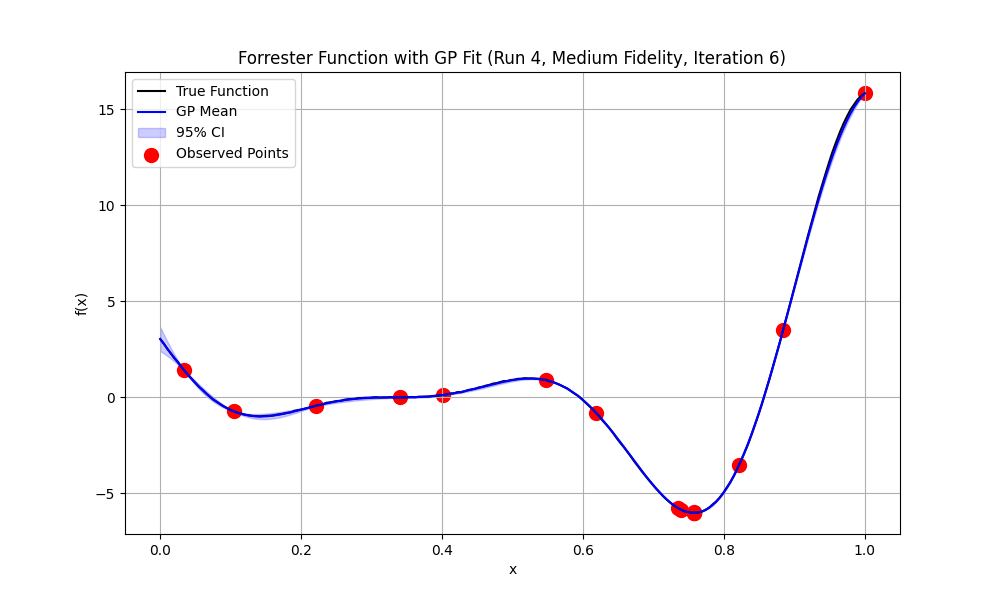 Forrester Function with GP Fit (Run 4, Medium Fidelity, Iteration 6)
True Function
GP Mean
95% CI
Observed Points
f(x)
15
10
5
0
−5
0.0 0.2 0.4 0.6 0.8 1.0
x